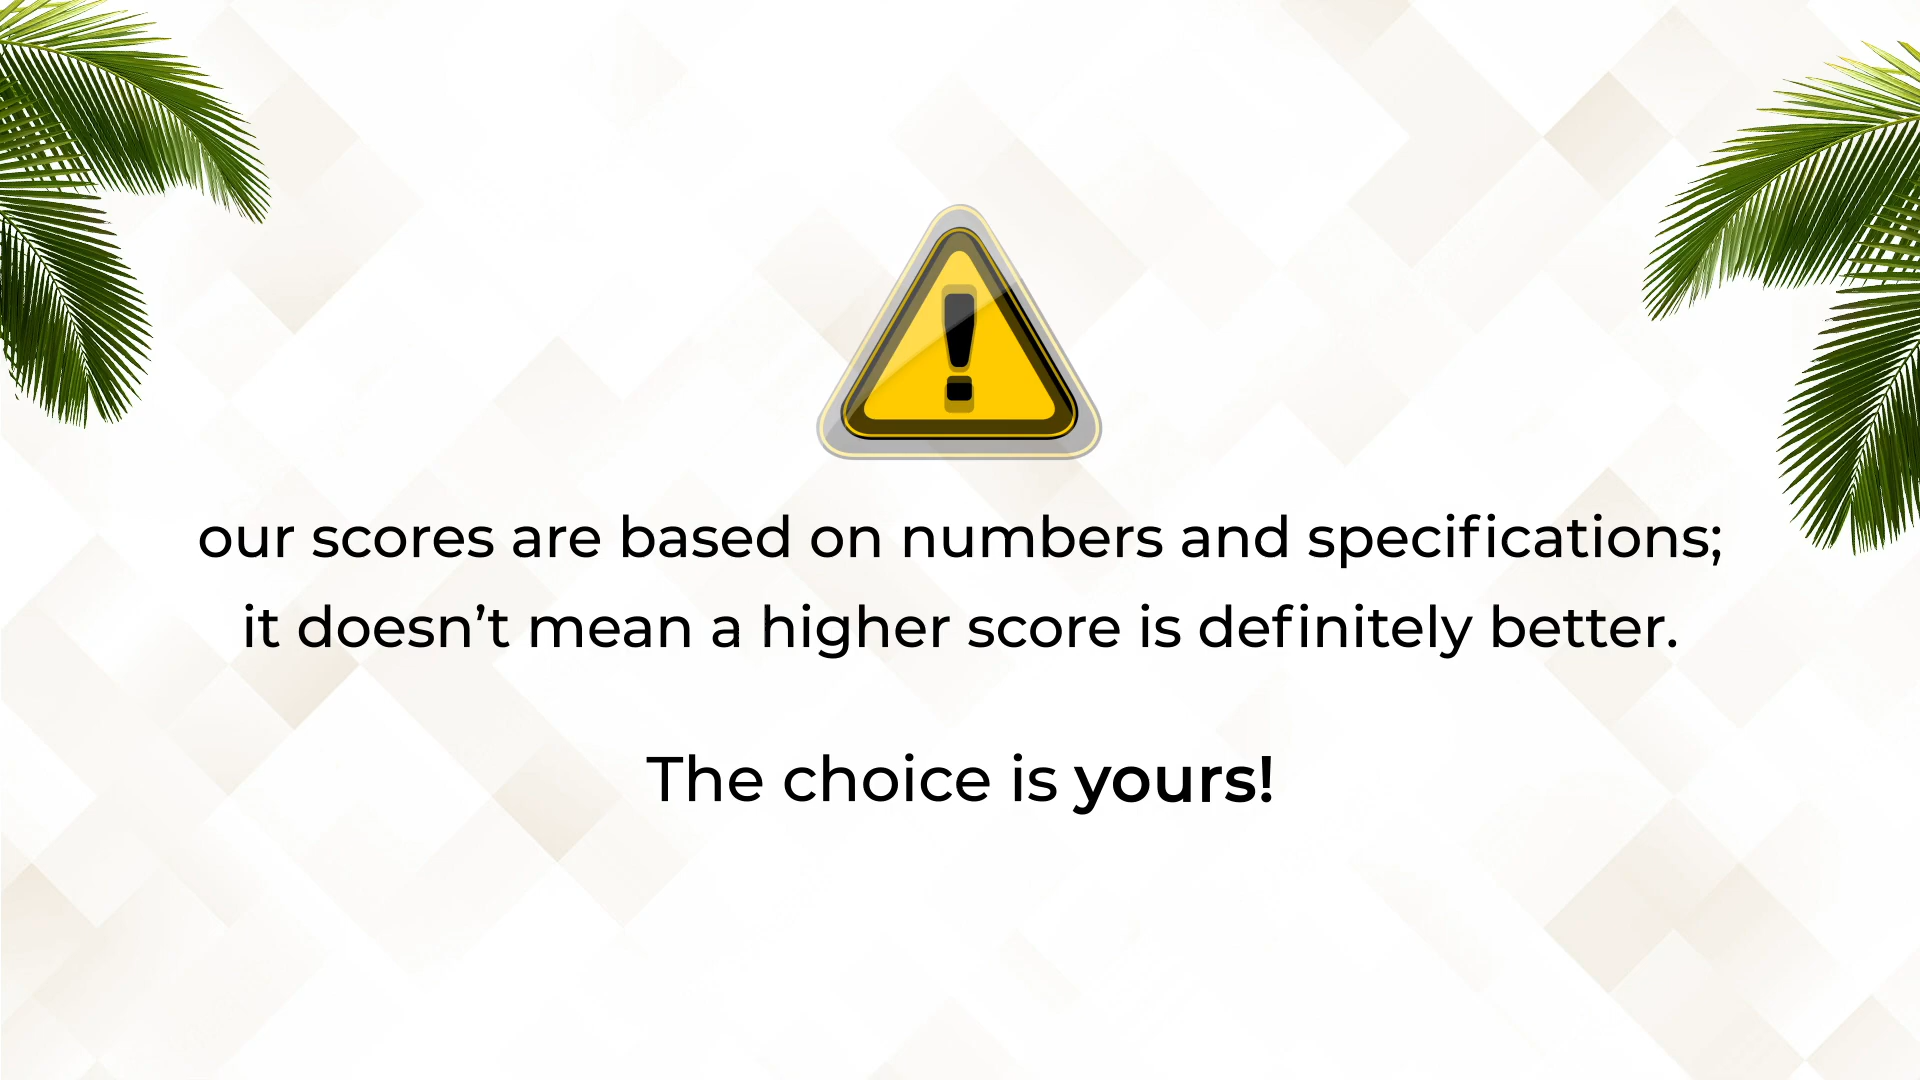 our scores are based on numbers and specifications;
it doesn’t mean a higher score is definitely better.
The choice is yours!